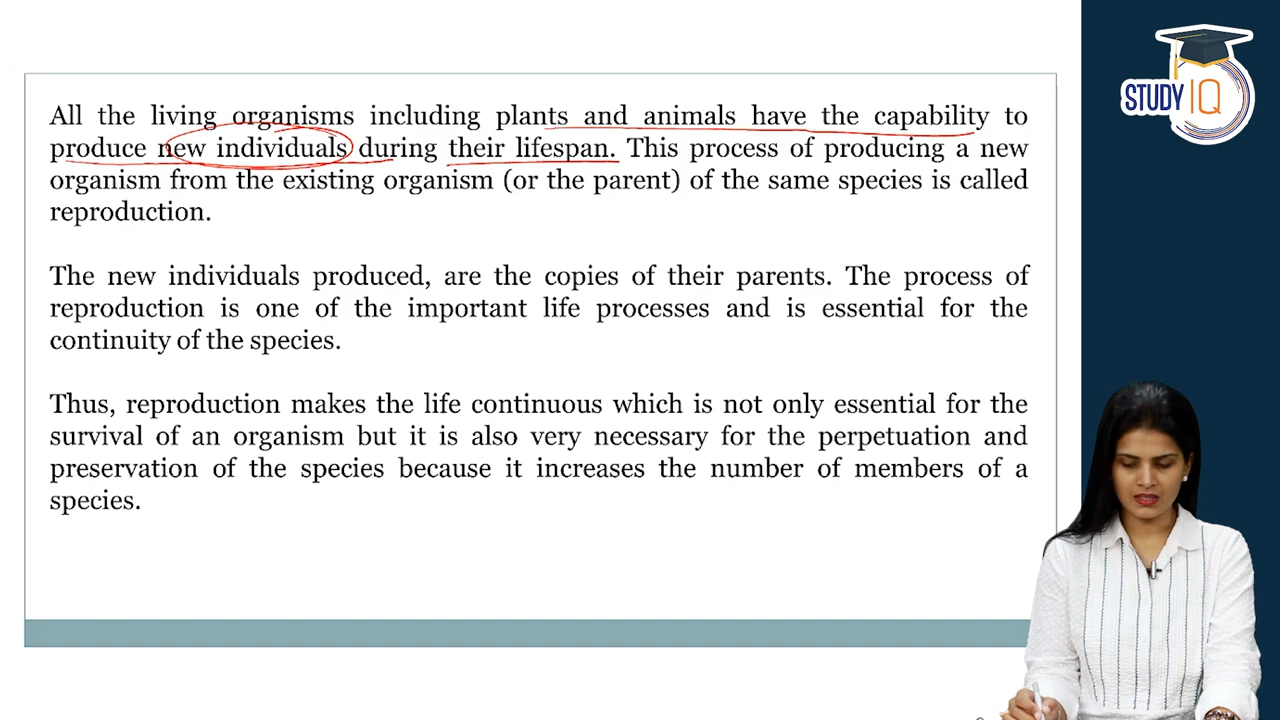 All the living organisms including plants and animals have the capability to
produce new individuals during their lifespan. This process of producing a new
organism from the existing organism (or the parent) of the same species is called
reproduction.
The new individuals produced, are the copies of their parents. The process of
reproduction is one of the important life processes and is essential for the
continuity of the species.
Thus, reproduction makes the life continuous which is not only essential for the
survival of an organism but it is also very necessary for the perpetuation and
preservation of the species because it increases the number of members of a
species.
STUDY IQ